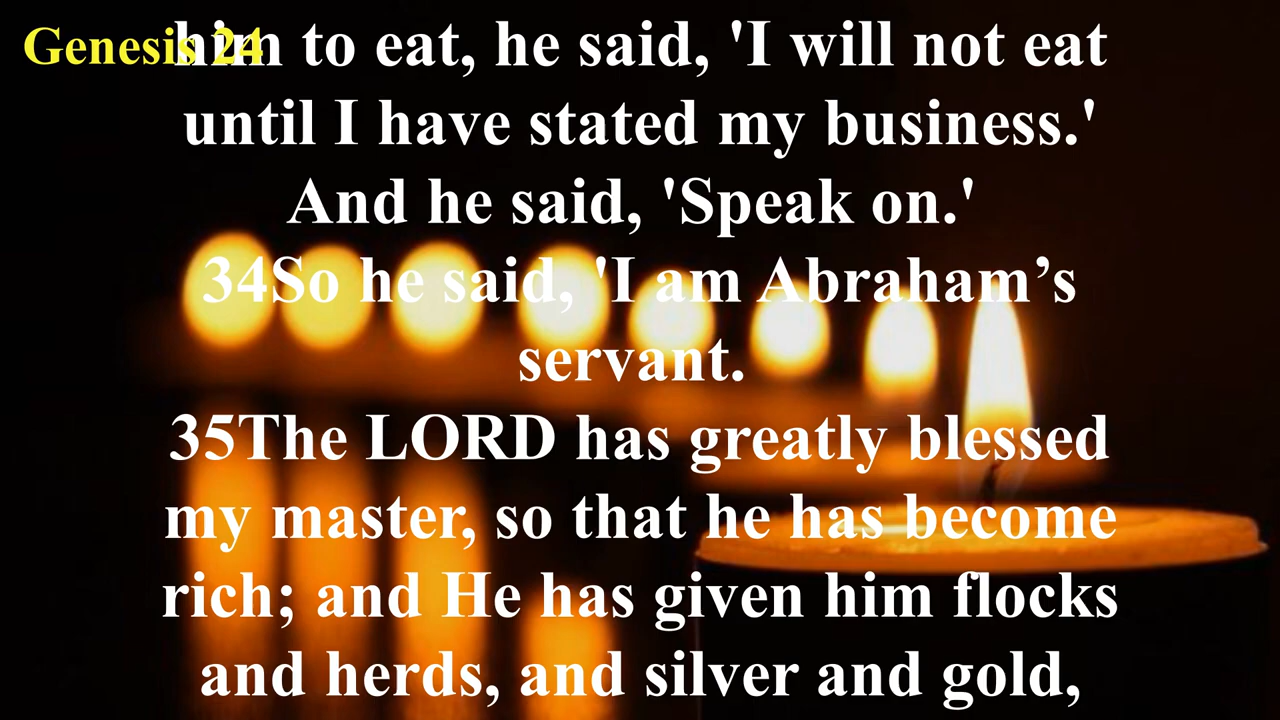 Genesis 24
him to eat, he said, 'I will not eat
until I have stated my business.'
And he said, 'Speak on.'
34So he said, 'I am Abraham’s
servant.
35The LORD has greatly blessed
my master, so that he has become
rich; and He has given him flocks
and herds, and silver and gold,